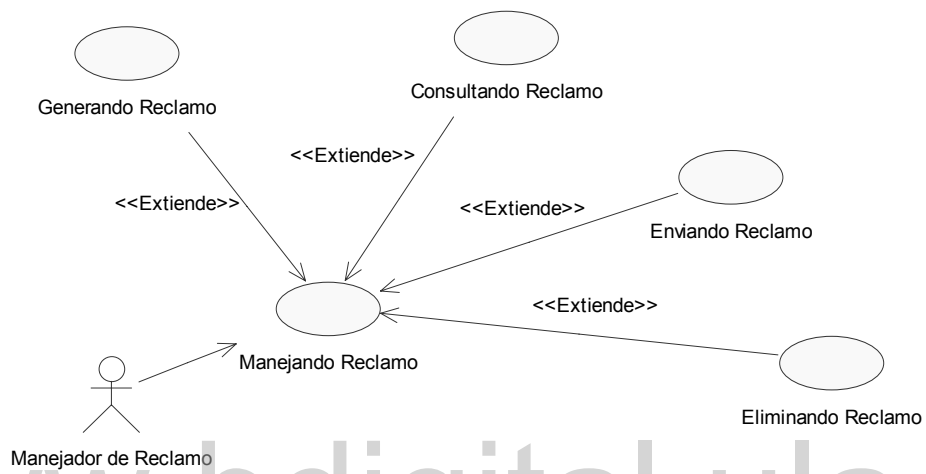 Generando Reclamo
Consultando Reclamo
<<Extiende>>
<<Extiende>>
<<Extiende>>
Enviando Reclamo
<<Extiende>>
Manejando Reclamo
Eliminando Reclamo
Manejador de Reclamo